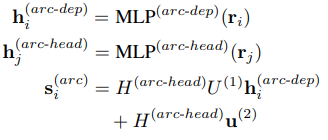 h_i^{(arc-dep)} = MLP^{(arc-dep)}(r_i)
h_j^{(arc-head)} = MLP^{(arc-head)}(r_j)
s_i^{(arc)} = H^{(arc-head)}U^{(1)}h_i^{(arc-dep)}
+ H^{(arc-head)}u^{(2)}